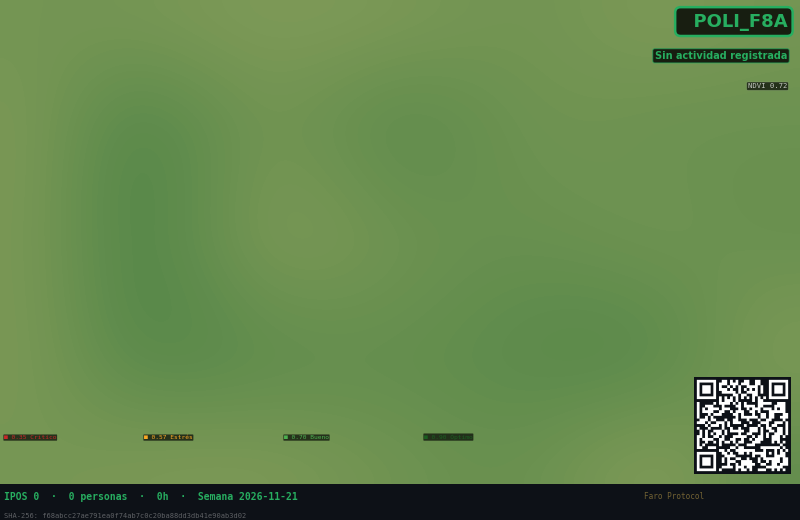 POLI_F8A
Sin actividad registrada
NDVI 0.72
■ 0.57 Estrés
■ 0.70 Bueno
IPOS 0 · 0 personas · 0h · Semana 2026-11-21
Faro Protocol
SHA-256: